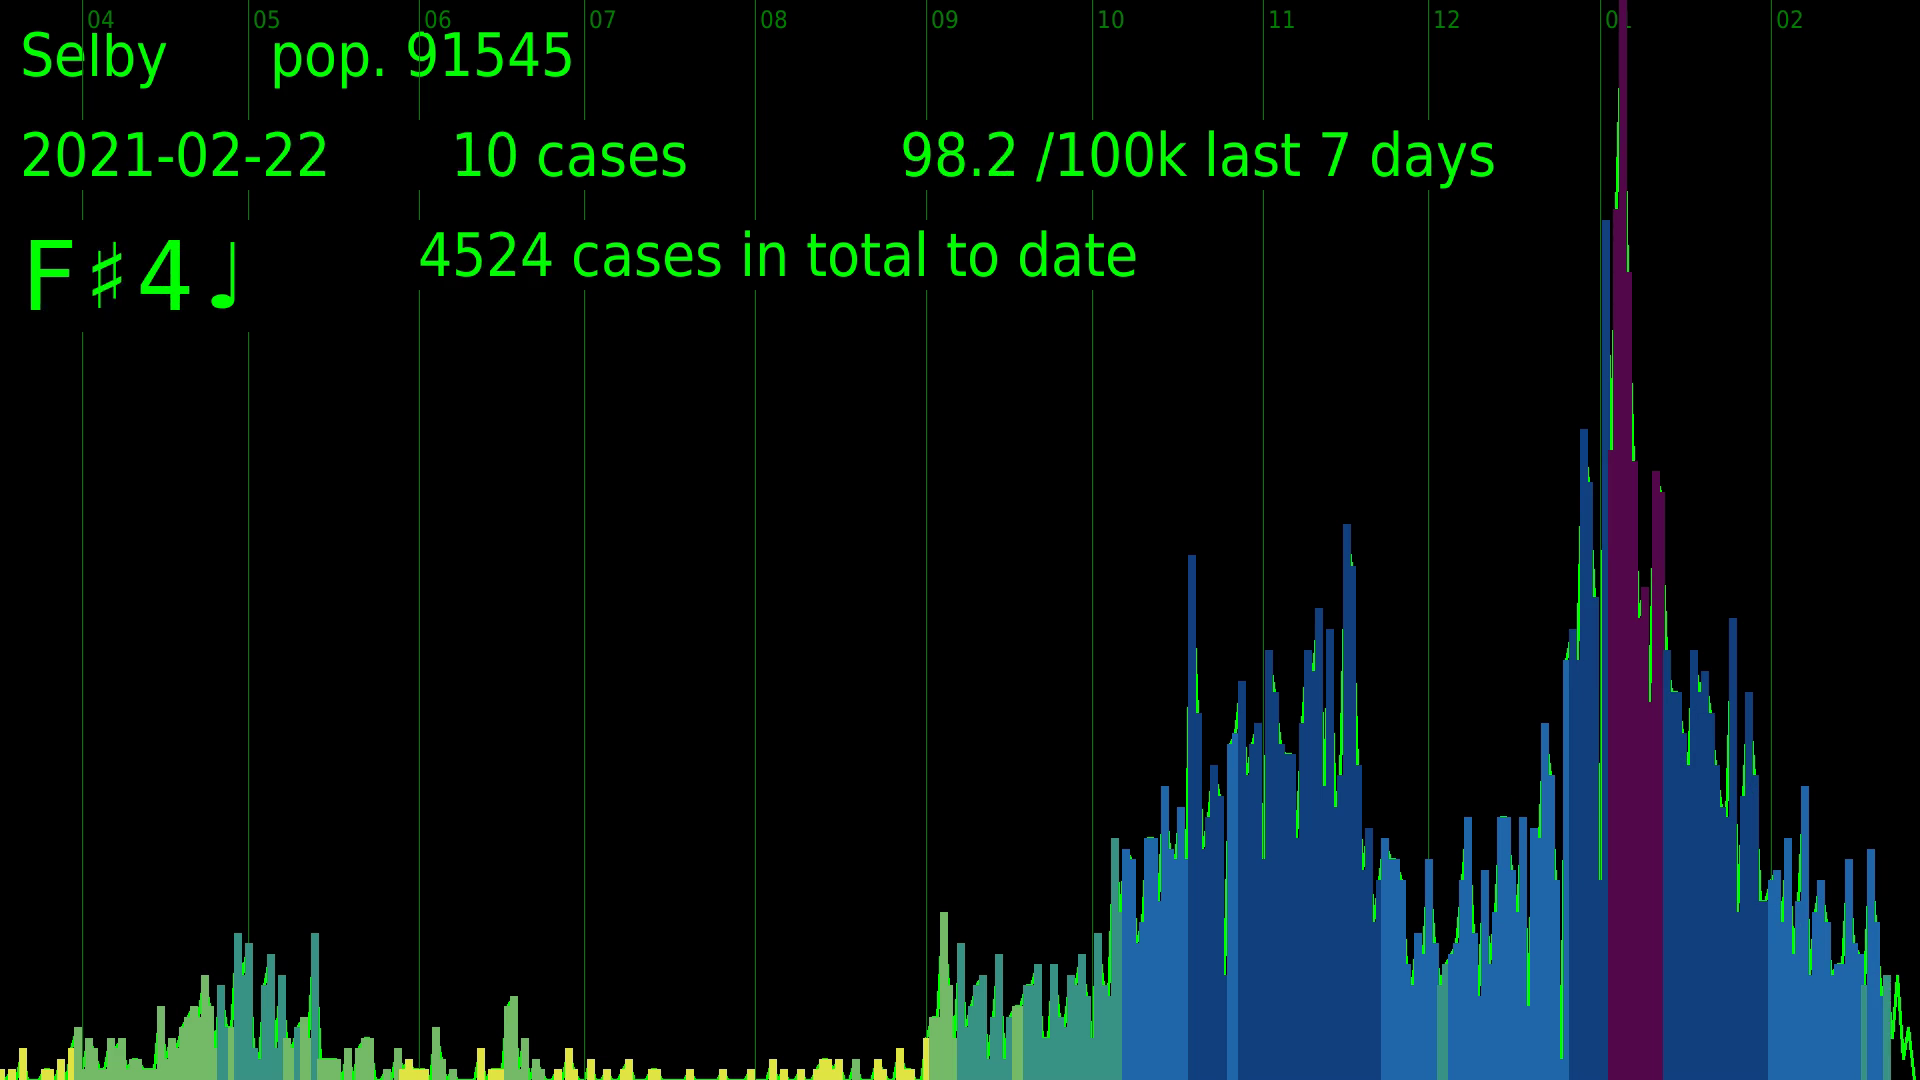 04 05 06 07 08 09 10 11 12 01 02
Selby pop. 91545
2021-02-22 10 cases 98.2 /100k last 7 days
F♯4♩ 4524 cases in total to date